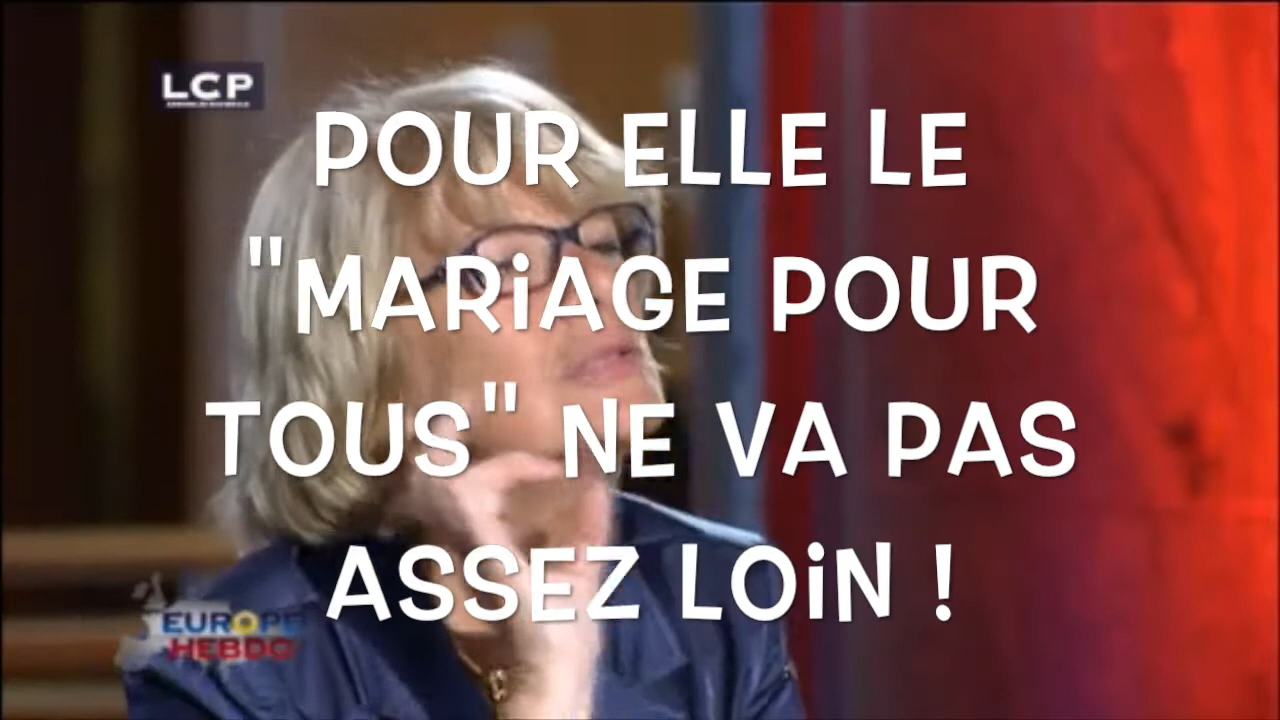 LCP
POUR ELLE LE
"MARiAGE POUR
TOUS" NE VA PAS
ASSEZ LOiN !
EUROPE
HEBDO